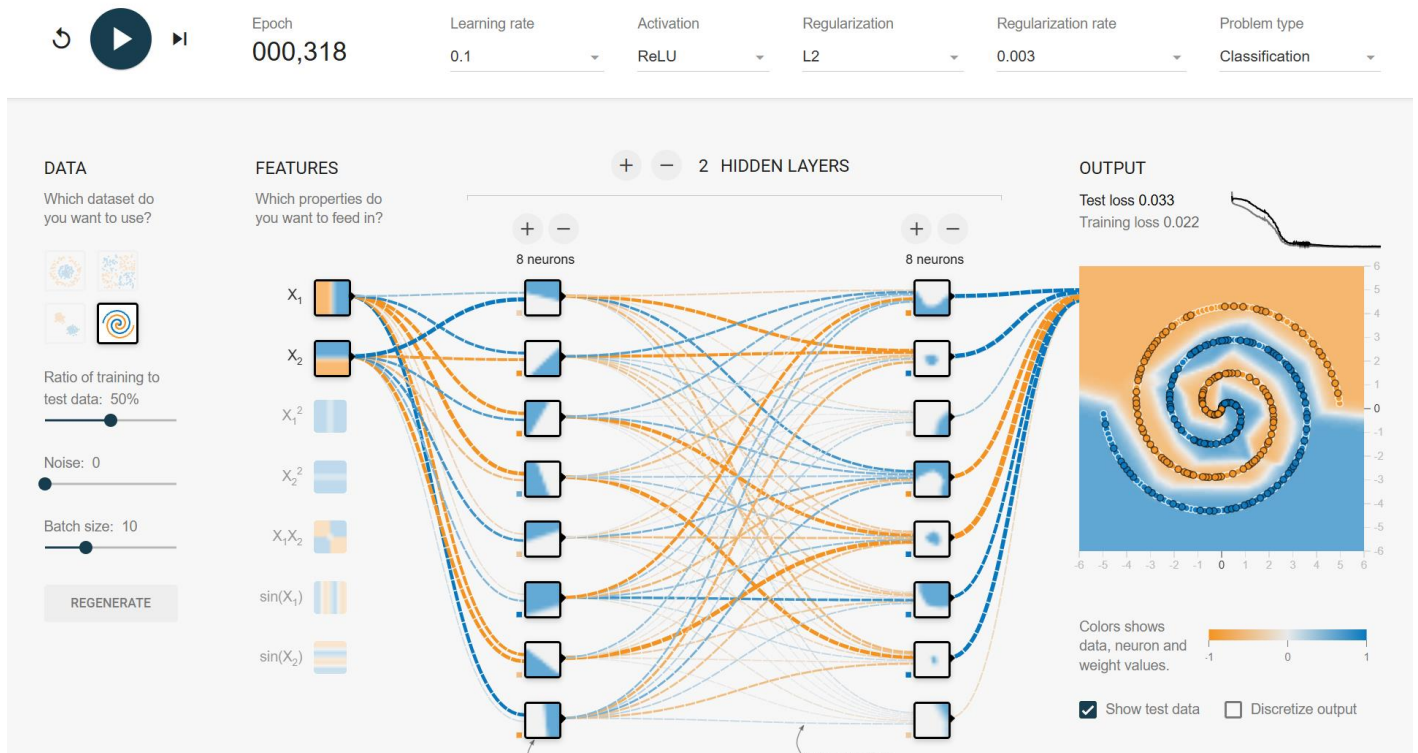 Epoch
000,318
Learning rate
0.1
Activation
ReLU
Regularization
L2
Regularization rate
0.003
Problem type
Classification
DATA
Which dataset do
you want to use?
Ratio of training to
test data: 50%
Noise: 0
Batch size: 10
REGENERATE
FEATURES
Which properties do
you want to feed in?
X₁
X₂
X₁²
X₂²
X₁X₂
sin(X₁)
sin(X₂)
+ − 2 HIDDEN LAYERS
+ −
8 neurons
+ −
8 neurons
OUTPUT
Test loss 0.033
Training loss 0.022
6
5
4
3
2
1
0
-1
-2
-3
-4
-5
-6
-6 -5 -4 -3 -2 -1 0 1 2 3 4 5 6
Colors shows
data, neuron and
weight values.
-1 0 1
Show test data
Discretize output